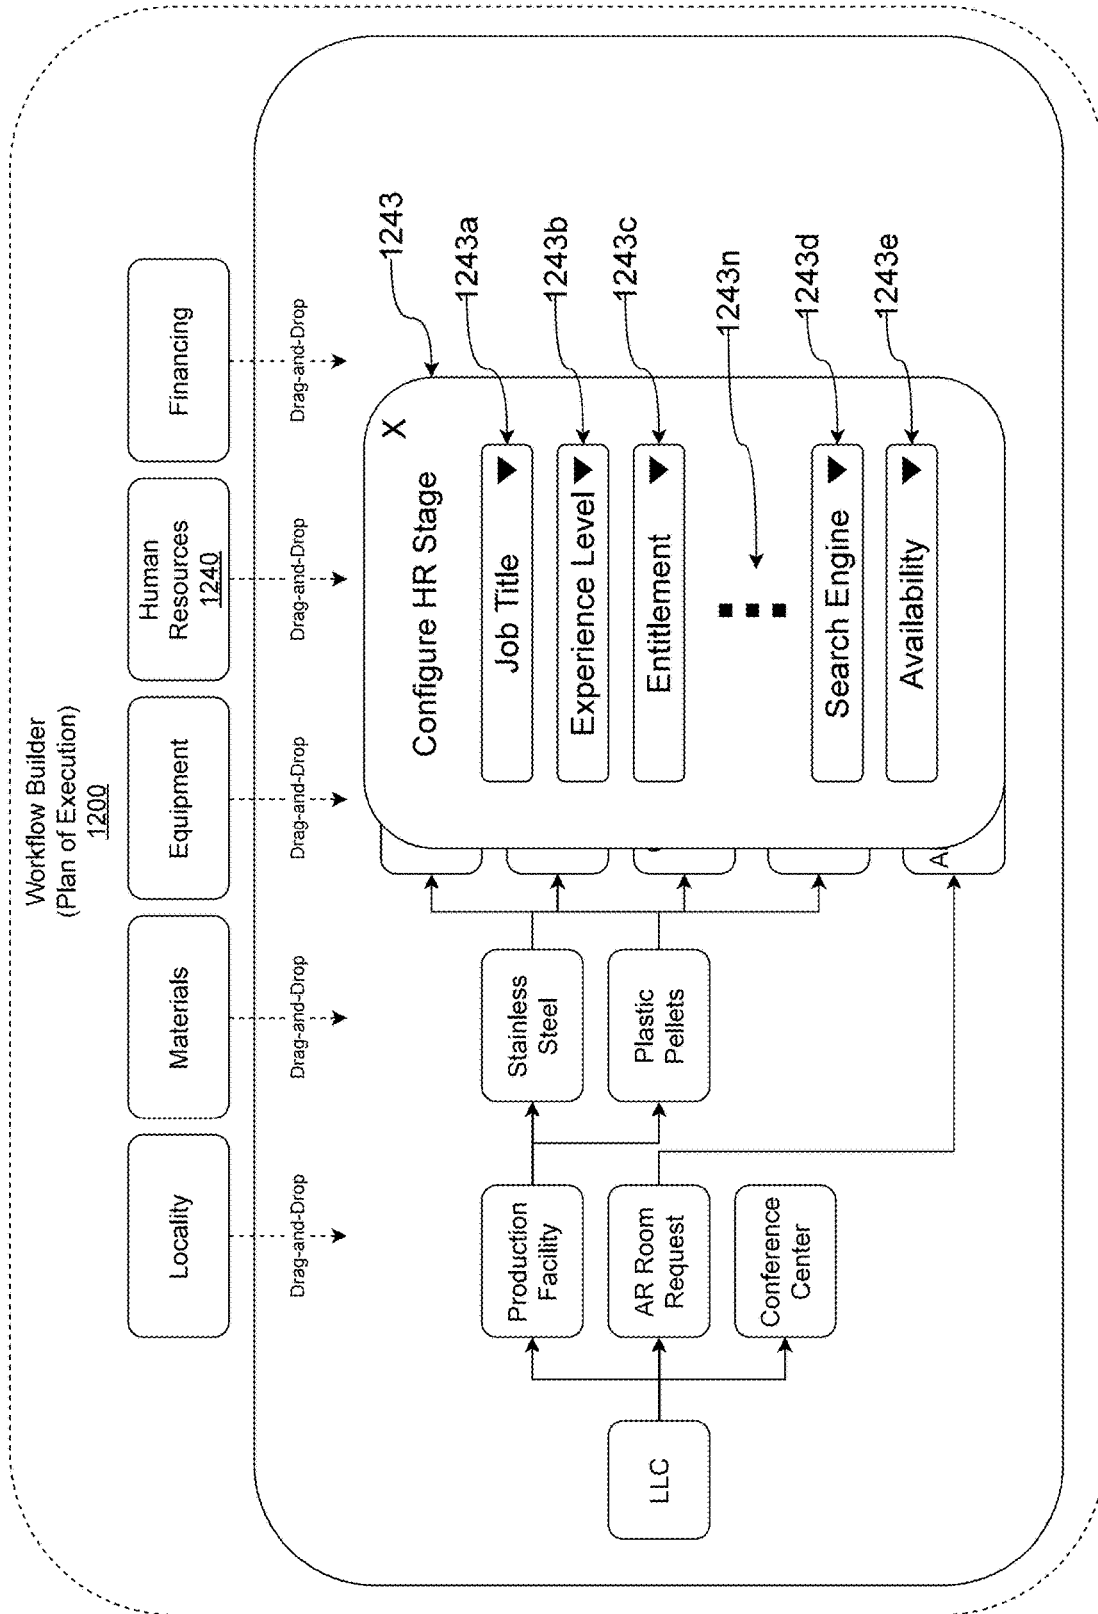 Workflow Builder
(Plan of Execution)
1200
Locality
Materials
Equipment
Human
Resources
1240
Financing
Drag-and-Drop
Drag-and-Drop
Drag-and-Drop
Drag-and-Drop
Drag-and-Drop
LLC
Production
Facility
AR Room
Request
Conference
Center
Stainless
Steel
Plastic
Pellets
X
Configure HR Stage
Job Title
Experience Level
Entitlement
Search Engine
Availability
1243
1243a
1243b
1243c
1243n
1243d
1243e